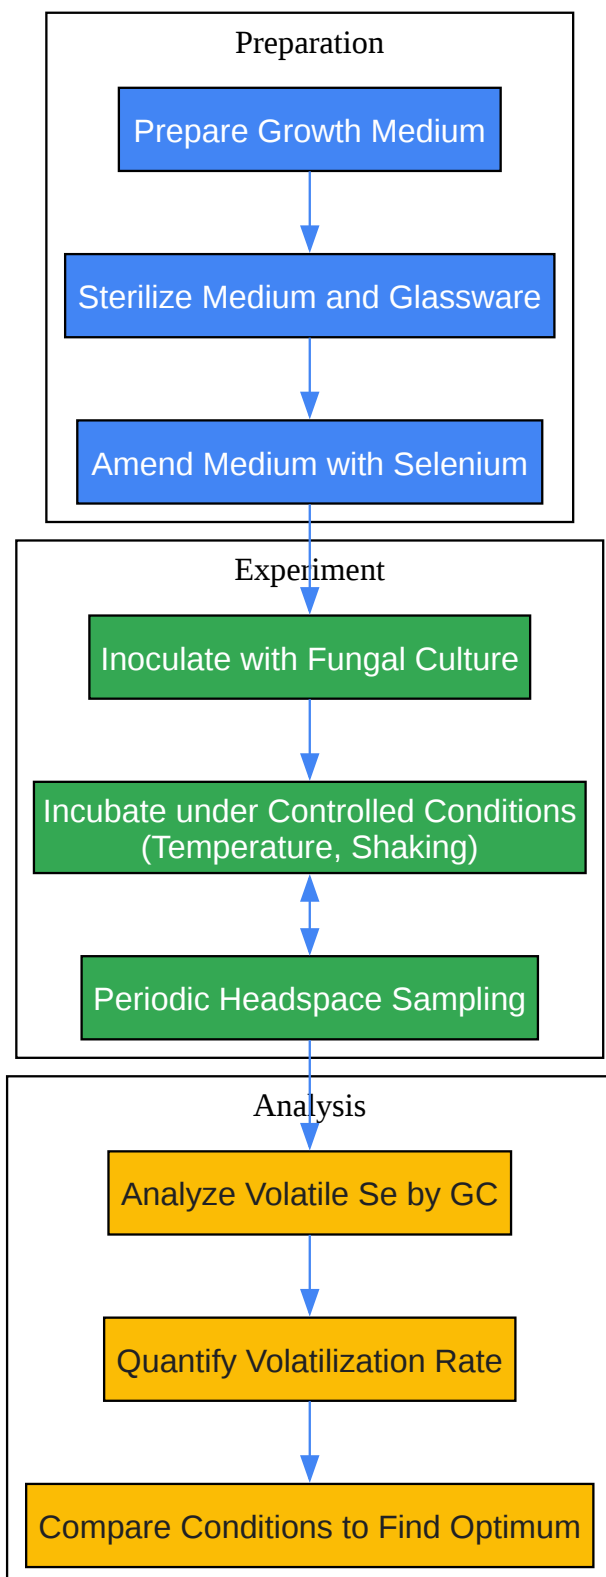 Preparation
Prepare Growth Medium
Sterilize Medium and Glassware
Amend Medium with Selenium
Experiment
Inoculate with Fungal Culture
Incubate under Controlled Conditions
(Temperature, Shaking)
Periodic Headspace Sampling
Analysis
Analyze Volatile Se by GC
Quantify Volatilization Rate
Compare Conditions to Find Optimum